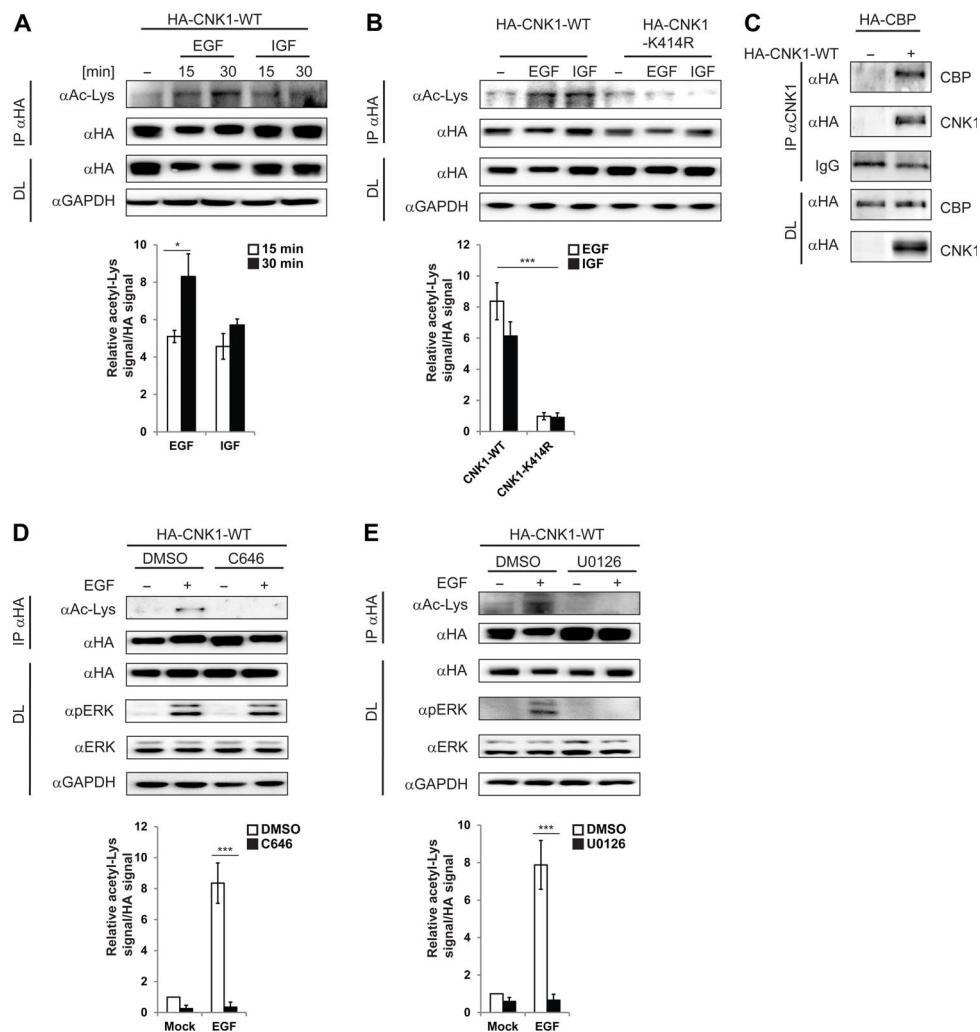 A
HA-CNK1-WT
EGF IGF
[min] – 15 30 15 30
IP αHA
αAc-Lys
αHA
DL
αHA
αGAPDH
* 15 min
30 min
Relative acetyl-Lys
signal/HA signal
10
8
6
4
2
0
EGF IGF
B
HA-CNK1-WT HA-CNK1
-K414R
– EGF IGF – EGF IGF
IP αHA
αAc-Lys
αHA
DL
αHA
αGAPDH
EGF
IGF
***
Relative acetyl-Lys
signal/HA signal
12
10
8
6
4
2
0
CNK1-WT
CNK1-K414R
C
HA-CBP
HA-CNK1-WT – +
IP αCNK1
αHA CBP
αHA CNK1
IgG
DL
αHA CBP
αHA CNK1
D
HA-CNK1-WT
DMSO C646
EGF – + – +
IP αHA
αAc-Lys
αHA
DL
αHA
αpERK
αERK
αGAPDH
DMSO
C646
***
Relative acetyl-Lys
signal/HA signal
12
10
8
6
4
2
0
Mock EGF
E
HA-CNK1-WT
DMSO U0126
EGF – + – +
IP αHA
αAc-Lys
αHA
DL
αHA
αpERK
αERK
αGAPDH
*** DMSO
U0126
Relative acetyl-Lys
signal/HA signal
10
8
6
4
2
0
Mock EGF